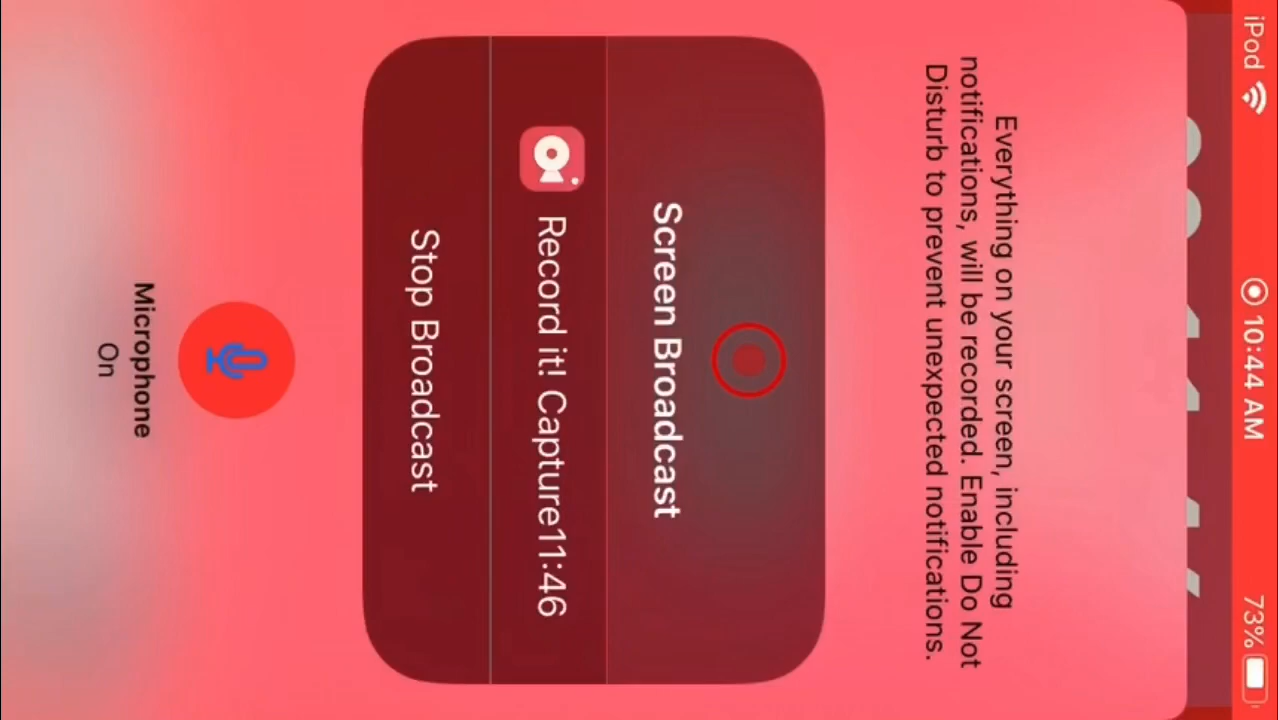 iPod 10:44 AM 73%
Everything on your screen, including
notifications, will be recorded. Enable Do Not
Disturb to prevent unexpected notifications.
Screen Broadcast
Record it! Capture11:46
Stop Broadcast
Microphone
On